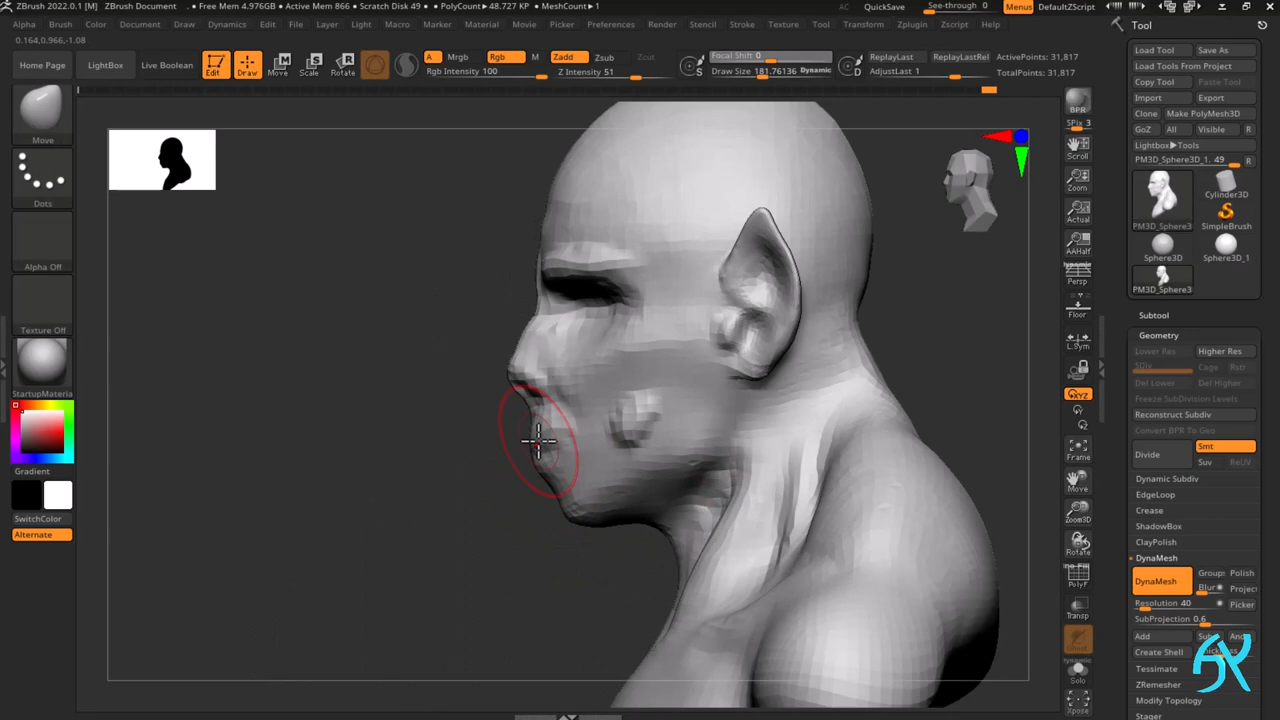 ZBrush 2022.0.1 [M]   ZBrush Document   • Free Mem 4.976GB • Active Mem 866 • Scratch Disk 49 • PolyCount▸48.727 KP • MeshCount▸1
AC QuickSave See-through 0 Menus DefaultZScript
Alpha Brush Color Document Draw Dynamics Edit File Layer Light Macro Marker Material Movie Picker Preferences Render Stencil Stroke Texture Tool Transform Zplugin Zscript Help
0.164,0.966,-1.08
Home Page LightBox Live Boolean Edit Draw Move Scale Rotate
A Mrgb Rgb M Zadd Zsub Zcut
Rgb Intensity 100 Z Intensity 51
Focal Shift 0
Draw Size 181.76136 Dynamic
S D
ReplayLast ReplayLastRel
AdjustLast 1
ActivePoints: 31,817
TotalPoints: 31,817
Move
Dots
Alpha Off
Texture Off
StartupMateria
Gradient
SwitchColor
Alternate
BPR
SPix 3
Scroll
Zoom
Actual
AAHalf
Dynamic
Persp
Floor
L.Sym
XYZ
Frame
Move
Zoom3D
Rotate
PolyF
Transp
Ghost
Dynamic
Solo
Xpose
Tool
Load Tool Save As
Load Tools From Project
Copy Tool Paste Tool
Import Export
Clone Make PolyMesh3D
GoZ All Visible R
Lightbox▸Tools
PM3D_Sphere3D_1. 49 R
Cylinder3D
PM3D_Sphere3 SimpleBrush
Sphere3D Sphere3D_1
PM3D_Sphere3
Subtool
Geometry
Lower Res Higher Res
SDiv Cage Rstr
Del Lower Del Higher
Freeze SubDivision Levels
Reconstruct Subdiv
Convert BPR To Geo
Divide Smt
Suv ReUV
Dynamic Subdiv
EdgeLoop
Crease
ShadowBox
ClayPolish
DynaMesh
DynaMesh Groups Polish
Blur Project
Resolution 40 Picker
SubProjection 0.6
Add Sub And
Create Shell
Tessimate
ZRemesher
Modify Topology
Stager